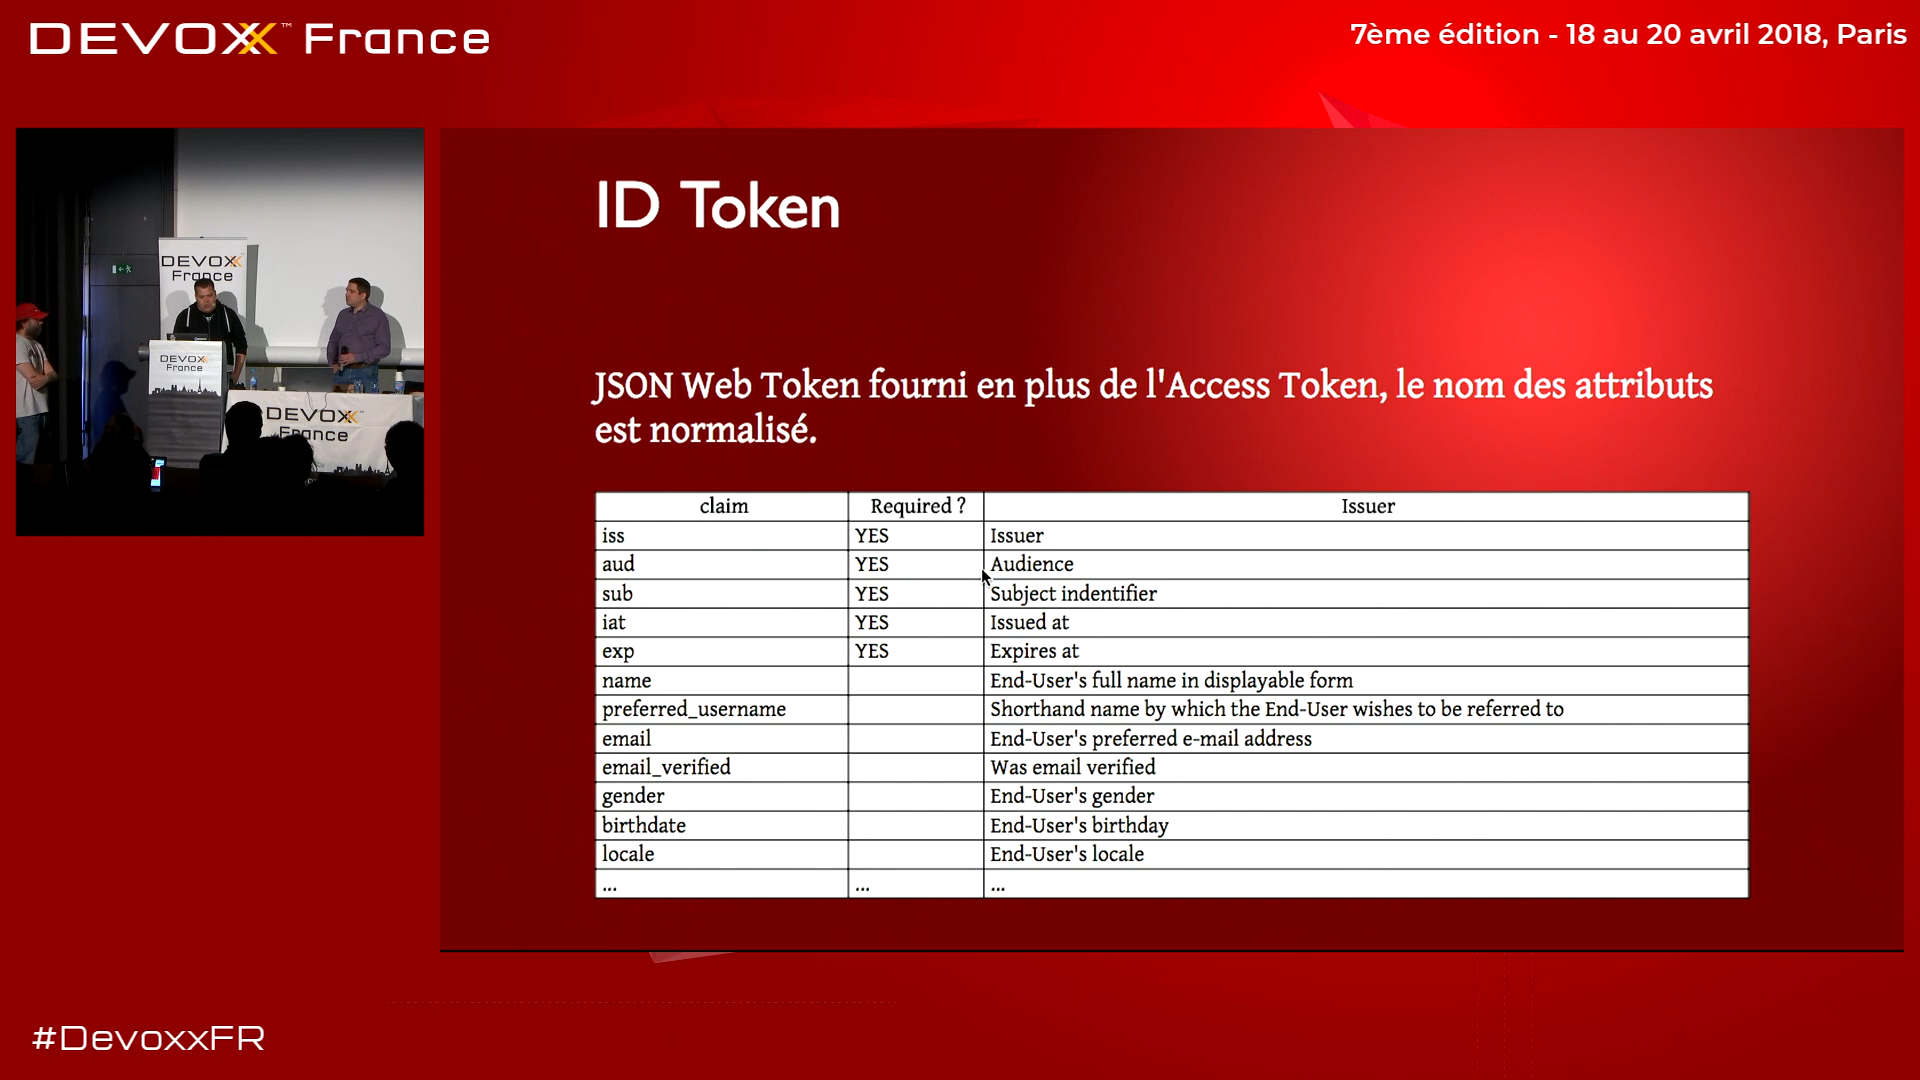 DEVOXX™ France
7ème édition - 18 au 20 avril 2018, Paris
DEVOXX
France
DEVOXX
France
DEVOXX
France
ID Token
JSON Web Token fourni en plus de l'Access Token, le nom des attributs
est normalisé.
claim Required ? Issuer
iss YES Issuer
aud YES Audience
sub YES Subject indentifier
iat YES Issued at
exp YES Expires at
name End-User's full name in displayable form
preferred_username Shorthand name by which the End-User wishes to be referred to
email End-User's preferred e-mail address
email_verified Was email verified
gender End-User's gender
birthdate End-User's birthday
locale End-User's locale
... ... ...
#DevoxxFR